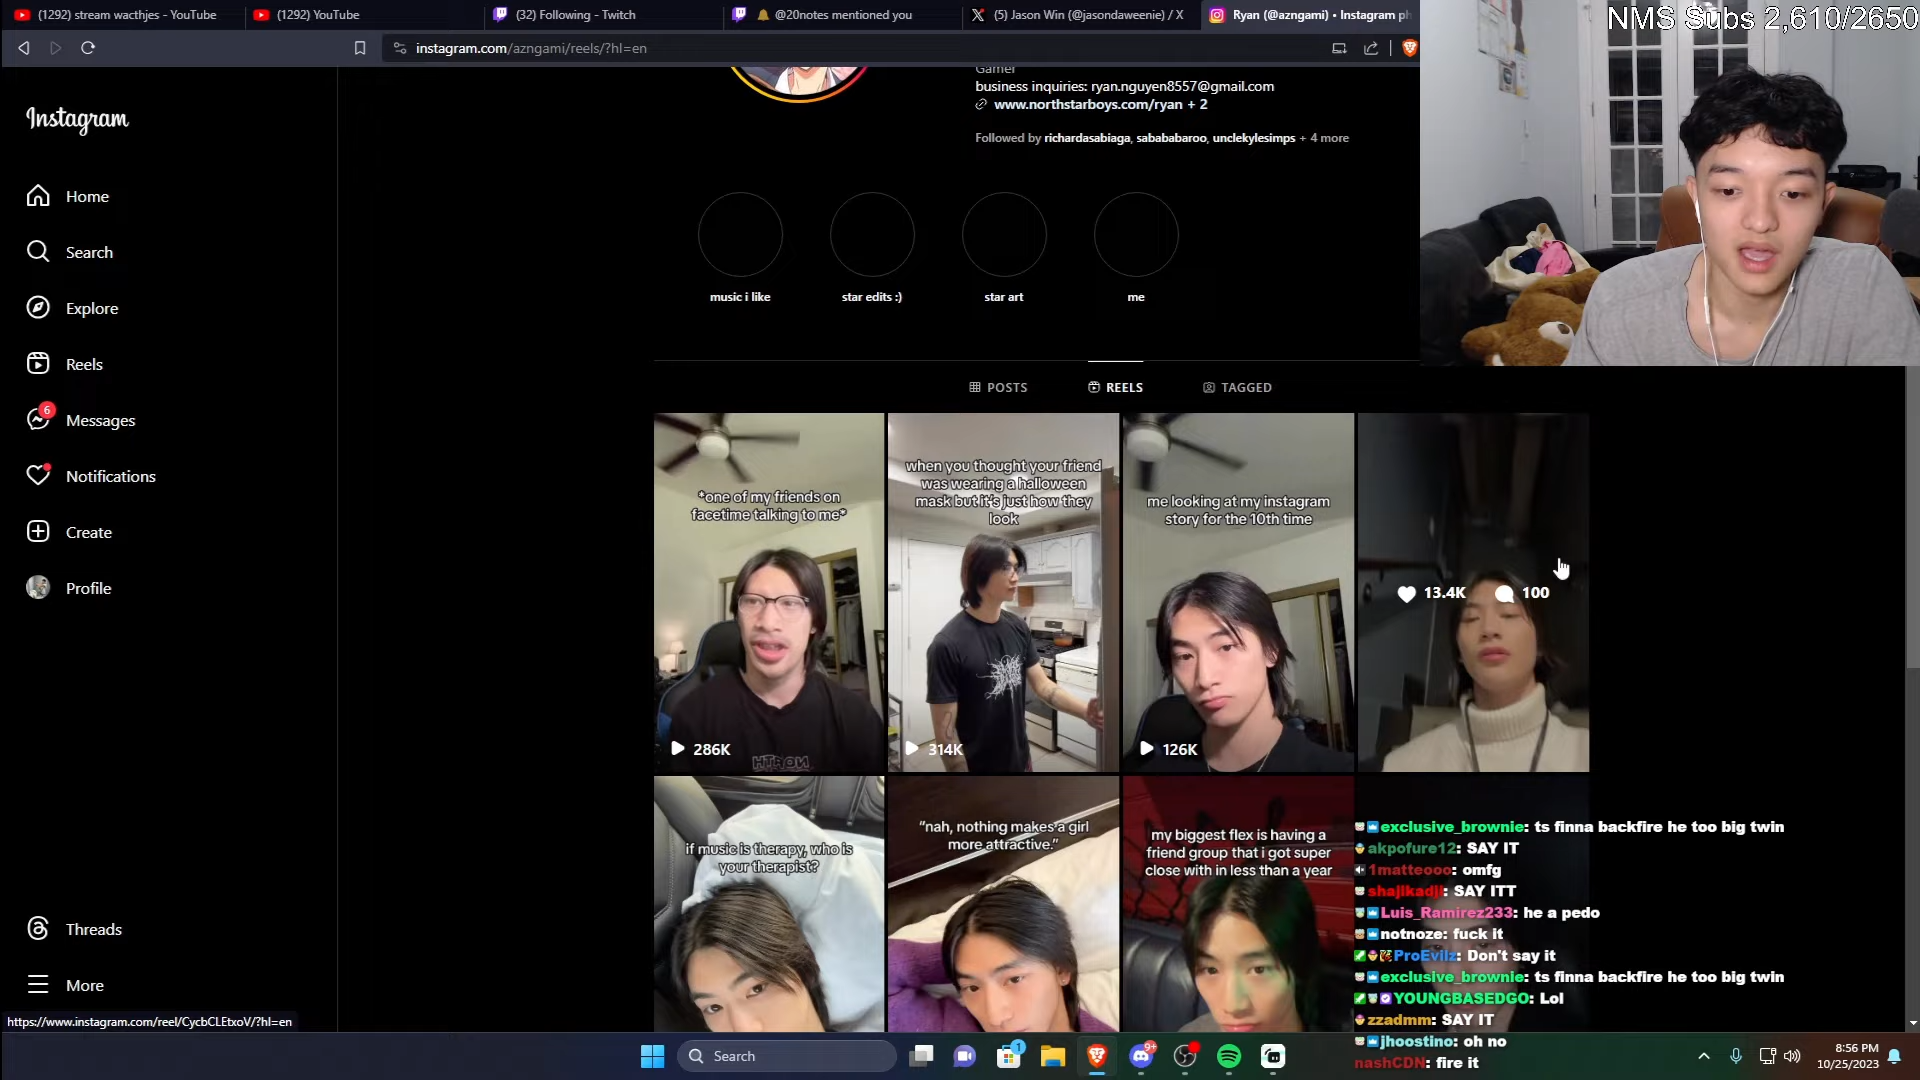 (1292) stream wacthjes - YouTube
(1292) YouTube
(32) Following - Twitch
@20notes mentioned you
(5) Jason Win (@jasondaweenie) / X
Ryan (@azngami) • Instagram ph
NMS Subs 2,610/2650
instagram.com/azngami/reels/?hl=en
Gamer
business inquiries: ryan.nguyen8557@gmail.com
www.northstarboys.com/ryan + 2
Followed by richardasabiaga, sabababaroo, unclekylesimps + 4 more
Instagram
Home
Search
Explore
Reels
6
Messages
Notifications
Create
Profile
Threads
More
music i like
star edits :)
star art
me
POSTS
REELS
TAGGED
*one of my friends on
facetime talking to me*
286K
when you thought your friend
was wearing a halloween
mask but it's just how they
look
314K
me looking at my instagram
story for the 10th time
126K
13.4K
100
if music is therapy, who is
your therapist?
"nah, nothing makes a girl
more attractive."
my biggest flex is having a
friend group that i got super
close with in less than a year
exclusive_brownie: ts finna backfire he too big twin
akpofure12: SAY IT
1matteooo: omfg
shajikadji: SAY ITT
Luis_Ramirez233: he a pedo
notnoze: fuck it
ProEvilz: Don't say it
exclusive_brownie: ts finna backfire he too big twin
YOUNGBASEDGO: Lol
zzadmm: SAY IT
jhoostino: oh no
nashCDN: fire it
https://www.instagram.com/reel/CycbCLEtxoV/?hl=en
Search
1
9+
8:56 PM
10/25/2023